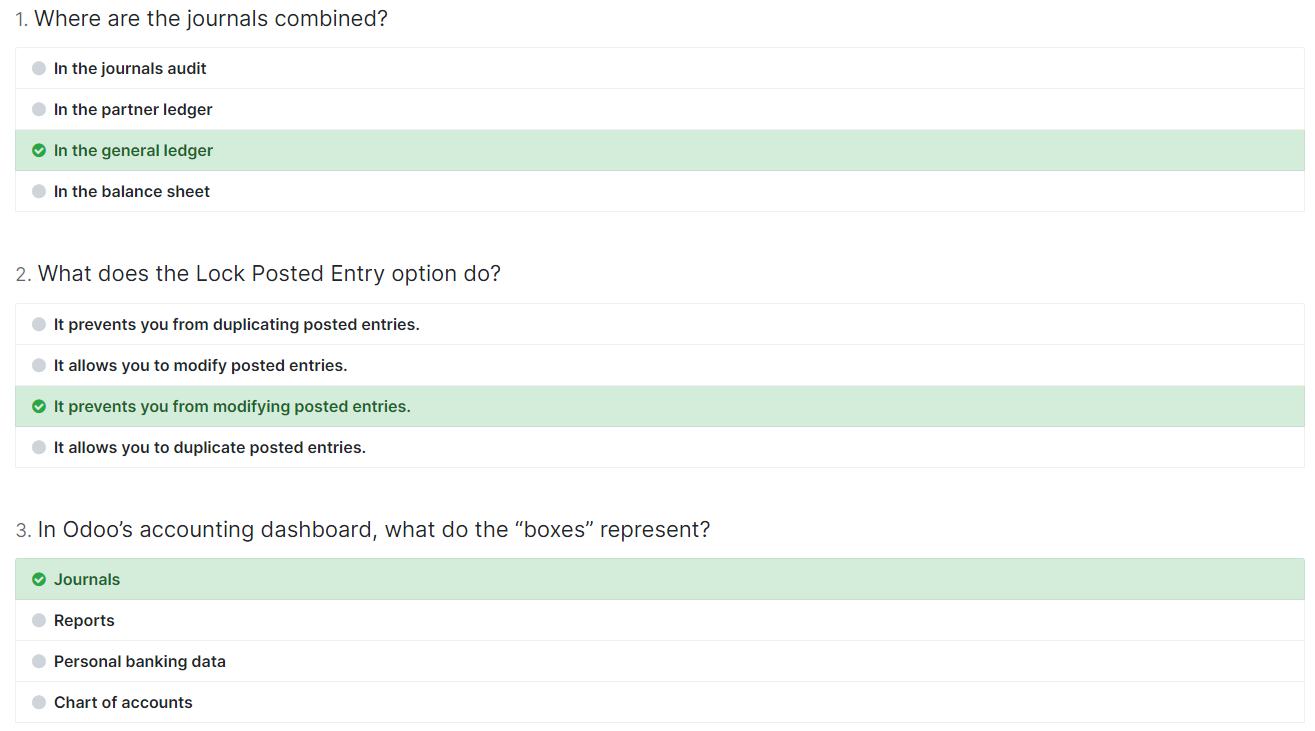 1. Where are the journals combined?
In the journals audit
In the partner ledger
In the general ledger
In the balance sheet
2. What does the Lock Posted Entry option do?
It prevents you from duplicating posted entries.
It allows you to modify posted entries.
It prevents you from modifying posted entries.
It allows you to duplicate posted entries.
3. In Odoo’s accounting dashboard, what do the “boxes” represent?
Journals
Reports
Personal banking data
Chart of accounts